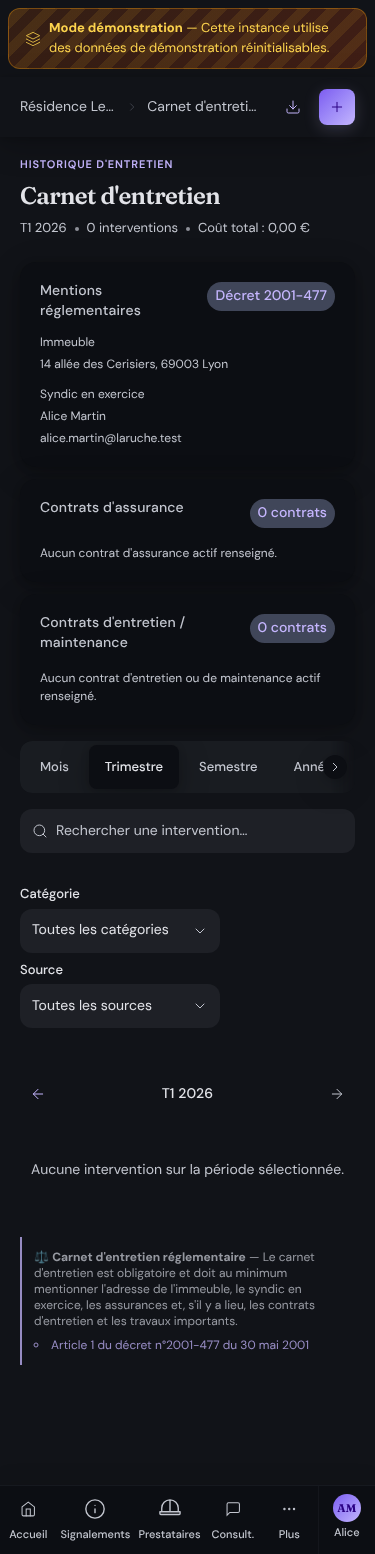 Mode démonstration — Cette instance utilise
des données de démonstration réinitialisables.
Résidence Le... > Carnet d'entreti...
HISTORIQUE D'ENTRETIEN
Carnet d'entretien
T1 2026 • 0 interventions • Coût total : 0,00 €
Mentions
réglementaires
Décret 2001-477
Immeuble
14 allée des Cerisiers, 69003 Lyon
Syndic en exercice
Alice Martin
alice.martin@laruche.test
Contrats d'assurance
0 contrats
Aucun contrat d'assurance actif renseigné.
Contrats d'entretien /
maintenance
0 contrats
Aucun contrat d'entretien ou de maintenance actif
renseigné.
Mois Trimestre Semestre Anné
Rechercher une intervention...
Catégorie
Toutes les catégories
Source
Toutes les sources
T1 2026
Aucune intervention sur la période sélectionnée.
⚖️ Carnet d'entretien réglementaire — Le carnet
d'entretien est obligatoire et doit au minimum
mentionner l'adresse de l'immeuble, le syndic en
exercice, les assurances et, s'il y a lieu, les contrats
d'entretien et les travaux importants.
Article 1 du décret n°2001-477 du 30 mai 2001
AM
Accueil Signalements Prestataires Consult. Plus Alice